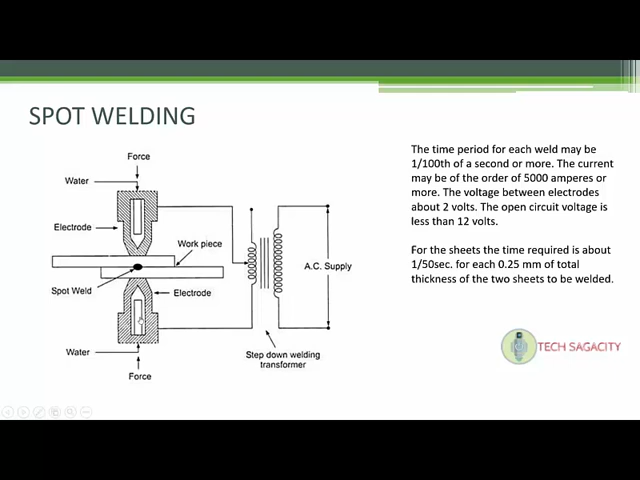 SPOT WELDING
Force
Water
Electrode
Work piece
Spot Weld
Electrode
Water
Force
A.C. Supply
Step down welding
transformer
The time period for each weld may be
1/100th of a second or more. The current
may be of the order of 5000 amperes or
more. The voltage between electrodes
about 2 volts. The open circuit voltage is
less than 12 volts.
For the sheets the time required is about
1/50sec. for each 0.25 mm of total
thickness of the two sheets to be welded.
TECH SAGACITY